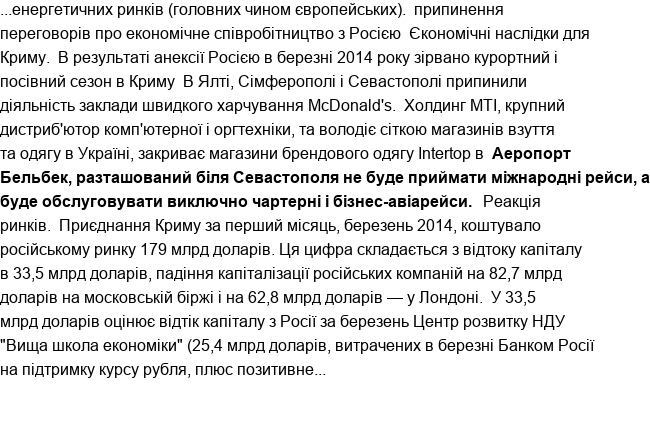 ...енергетичних ринків (головних чином європейських).  припинення
переговорів про економічне співробітництво з Росією  Єкономічні наслідки для
Криму.  В результаті анексії Росією в березні 2014 року зірвано курортний і
посівний сезон в Криму  В Ялті, Сімферополі і Севастополі припинили
діяльність заклади швидкого харчування McDonald's.  Холдинг МТІ, крупний
дистриб'ютор комп'ютерної і оргтехніки, та володіє сіткою магазинів взуття
та одягу в Україні, закриває магазини брендового одягу Intertop в  Аеропорт
Бельбек, разташований біля Севастополя не буде приймати міжнародні рейси, а
буде обслуговувати виключно чартерні і бізнес-авіарейси.   Реакція
ринків.  Приєднання Криму за перший місяць, березень 2014, коштувало
російському ринку 179 млрд доларів. Ця цифра складається з відтоку капіталу
в 33,5 млрд доларів, падіння капіталізації російських компаній на 82,7 млрд
доларів на московській біржі і на 62,8 млрд доларів — у Лондоні.  У 33,5
млрд доларів оцінює відтік капіталу з Росії за березень Центр розвитку НДУ
"Вища школа економіки" (25,4 млрд доларів, витрачених в березні Банком Росії
на підтримку курсу рубля, плюс позитивне...